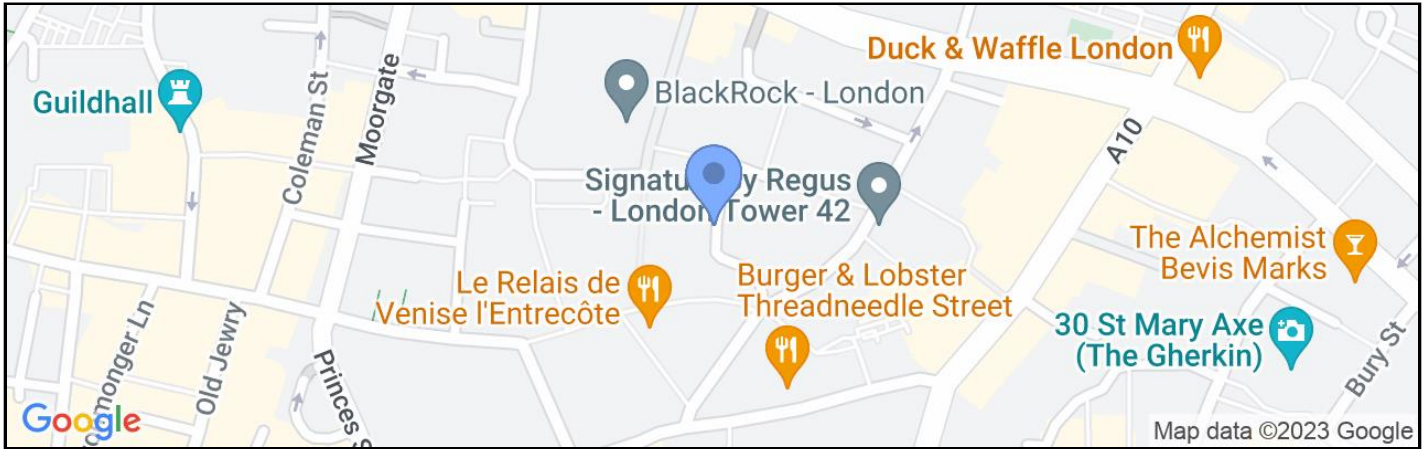 Duck & Waffle London
Guildhall
Coleman St
Moorgate
BlackRock - London
A10
Regus
- London Tower 42
The Alchemist
Bevis Marks
Le Relais de
Venise l'Entrecôte
Burger & Lobster
Threadneedle Street
30 St Mary Axe
(The Gherkin)
Bury St
Old Jewry
Princes
Ln
Google
Map data ©2023 Google